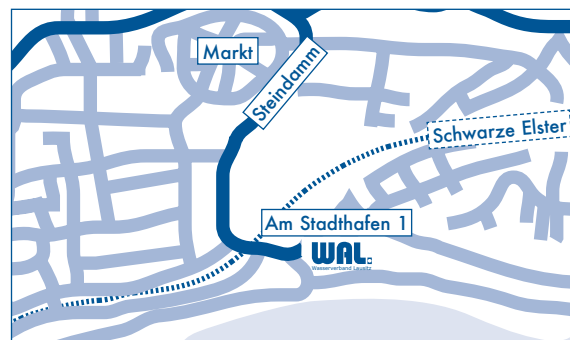 Markt
Steindamm
Schwarze Elster
Am Stadthafen 1
WAL:
Wasserverband Lausitz